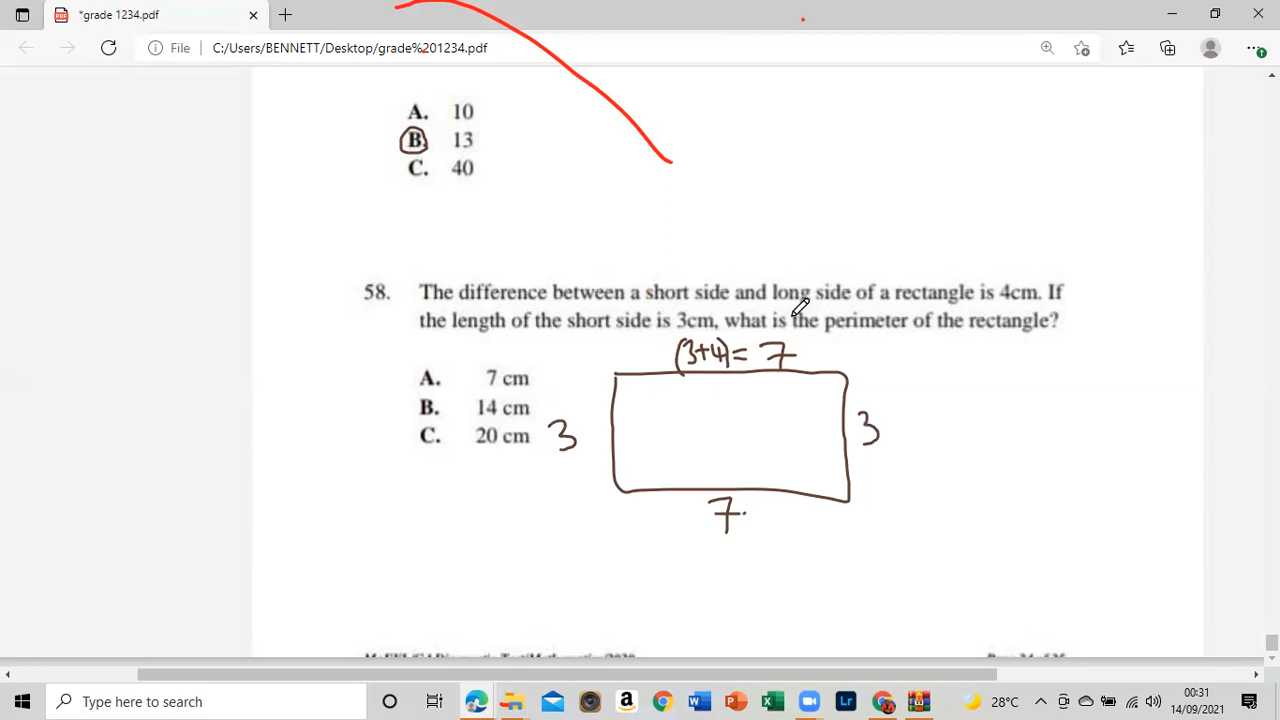 *grade 1234.pdf
File
C:/Users/BENNETT/Desktop/grade%201234.pdf
A. 10
B. 13
C. 40
58. The difference between a short side and long side of a rectangle is 4cm. If
the length of the short side is 3cm, what is the perimeter of the rectangle?
(3+4)= 7
A. 7 cm
B. 14 cm
C. 20 cm
3
3
7.
Type here to search
Lr
28°C
00:31
14/09/2021